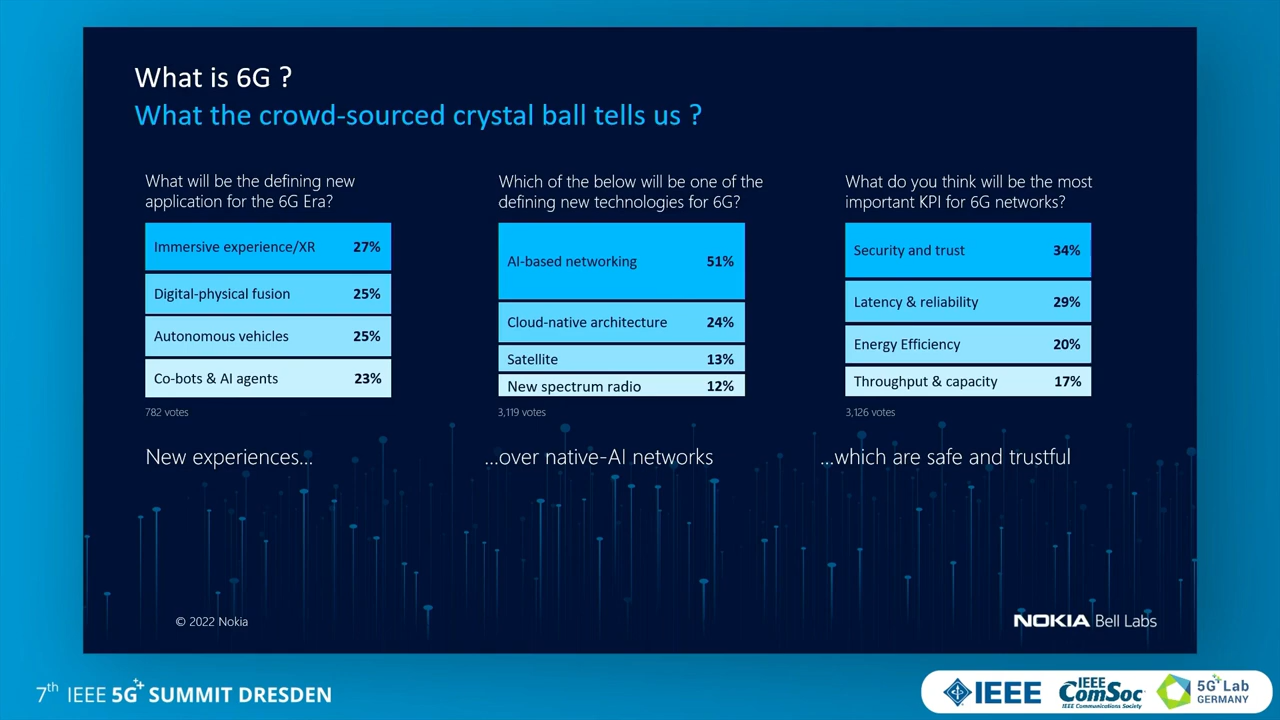 What is 6G ?
What the crowd-sourced crystal ball tells us ?
What will be the defining new
application for the 6G Era?
Immersive experience/XR 27%
Digital-physical fusion 25%
Autonomous vehicles 25%
Co-bots & AI agents 23%
782 votes
New experiences...
Which of the below will be one of the
defining new technologies for 6G?
AI-based networking 51%
Cloud-native architecture 24%
Satellite 13%
New spectrum radio 12%
3,119 votes
...over native-AI networks
What do you think will be the most
important KPI for 6G networks?
Security and trust 34%
Latency & reliability 29%
Energy Efficiency 20%
Throughput & capacity 17%
3,126 votes
...which are safe and trustful
© 2022 Nokia
NOKIA Bell Labs
7th IEEE 5G++ SUMMIT DRESDEN
IEEE
IEEE
ComSoc
IEEE Communications Society
5G++ Lab
GERMANY